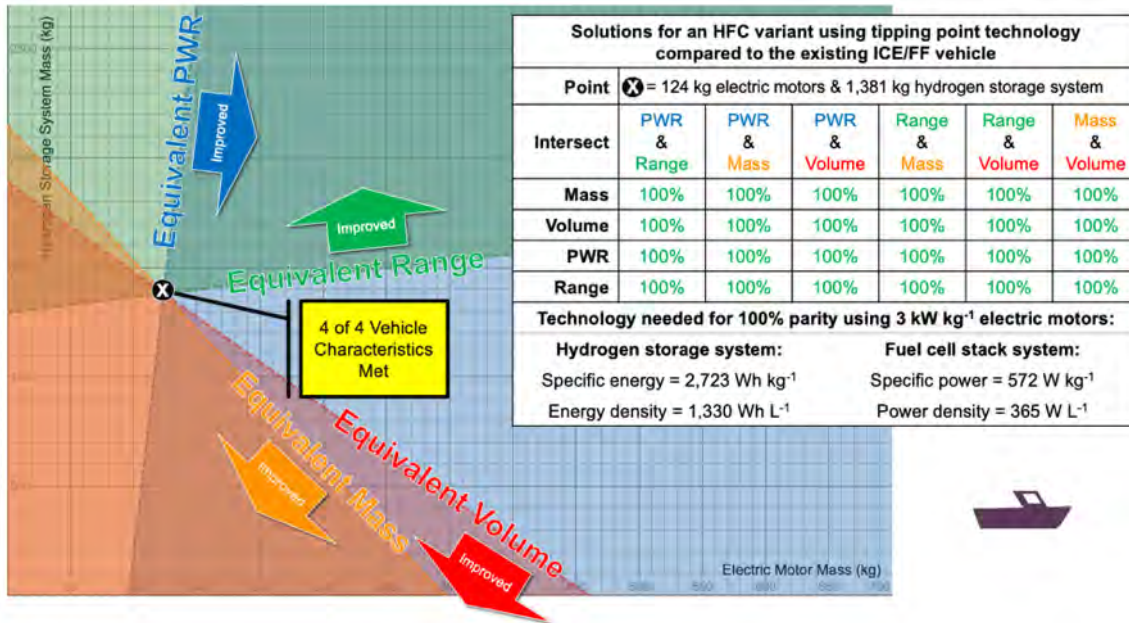 Hydrogen Storage System Mass (kg)
Equivalent PWR
Improved
Improved
Equivalent Range
X
4 of 4 Vehicle
Characteristics
Met
Equivalent Mass
Improved
Equivalent Volume
Improved
Electric Motor Mass (kg)
Solutions for an HFC variant using tipping point technology
compared to the existing ICE/FF vehicle
Point X = 124 kg electric motors & 1,381 kg hydrogen storage system
Intersect PWR & Range PWR & Mass PWR & Volume Range & Mass Range & Volume Mass & Volume
Mass 100% 100% 100% 100% 100% 100%
Volume 100% 100% 100% 100% 100% 100%
PWR 100% 100% 100% 100% 100% 100%
Range 100% 100% 100% 100% 100% 100%
Technology needed for 100% parity using 3 kW kg⁻¹ electric motors:
Hydrogen storage system: Fuel cell stack system:
Specific energy = 2,723 Wh kg⁻¹ Specific power = 572 W kg⁻¹
Energy density = 1,330 Wh L⁻¹ Power density = 365 W L⁻¹